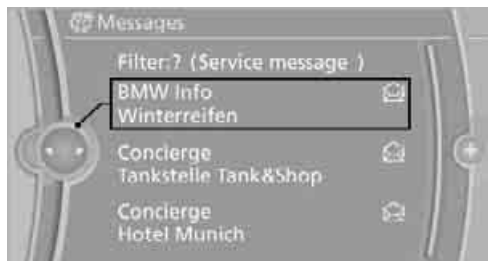 Messages
Filter:? (Service message )
BMW Info
Winterreifen
Concierge
Tankstelle Tank&Shop
Concierge
Hotel Munich